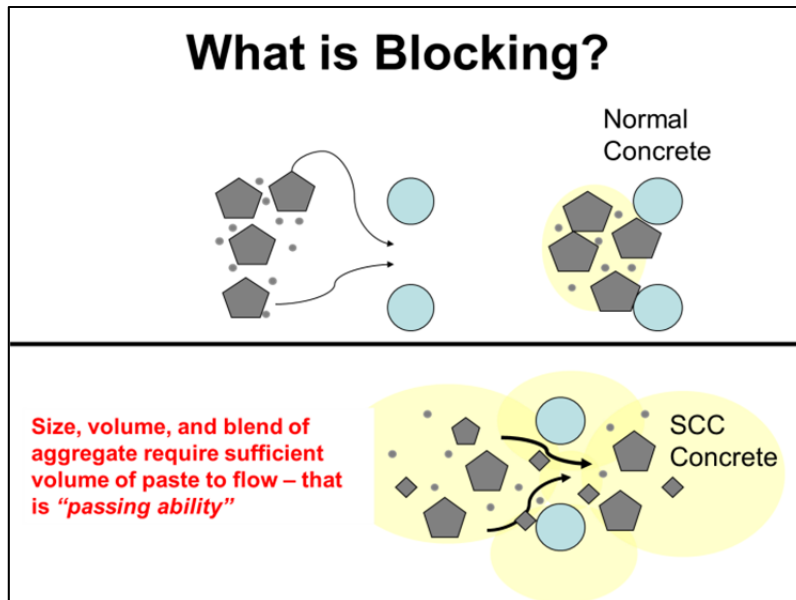 What is Blocking?
Normal
Concrete
Size, volume, and blend of
aggregate require sufficient
volume of paste to flow – that
is “passing ability”
SCC
Concrete